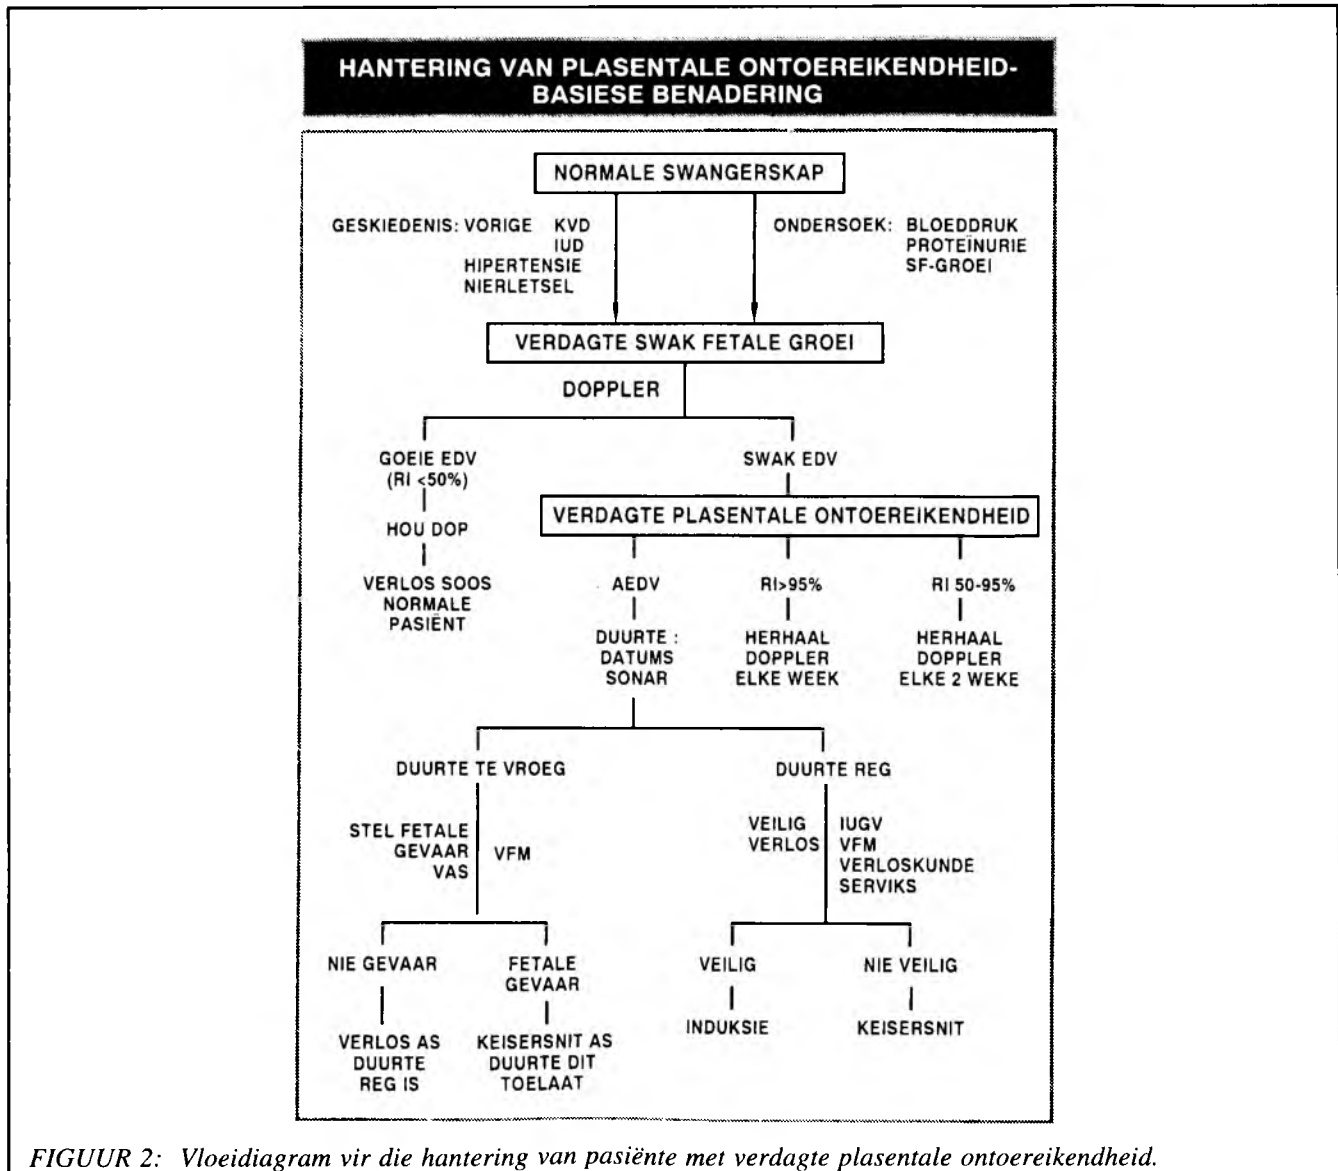 HANTERING VAN PLASENTALE ONTOEREIKENDHEID-
BASIESE BENADERING
NORMALE SWANGERSKAP
GESKIEDENIS: VORIGE KVD
IUD
HIPERTENSIE
NIERLETSEL
ONDERSOEK: BLOEDDRUK
PROTEÏNURIE
SF-GROEI
VERDAGTE SWAK FETALE GROEI
DOPPLER
GOEIE EDV
(RI <50%)
HOU DOP
VERLOS SOOS
NORMALE
PASIËNT
SWAK EDV
VERDAGTE PLASENTALE ONTOEREIKENDHEID
AEDV
DUURTE :
DATUMS
SONAR
RI>95%
HERHAAL
DOPPLER
ELKE WEEK
RI 50-95%
HERHAAL
DOPPLER
ELKE 2 WEKE
DUURTE TE VROEG
STEL FETALE
GEVAAR
VAS
VFM
NIE GEVAAR
VERLOS AS
DUURTE
REG IS
FETALE
GEVAAR
KEISERSNIT AS
DUURTE DIT
TOELAAT
DUURTE REG
VEILIG
VERLOS
IUGV
VFM
VERLOSKUNDE
SERVIKS
VEILIG
INDUKSIE
NIE VEILIG
KEISERSNIT
FIGUUR 2: Vloeidiagram vir die hantering van pasiënte met verdagte plasentale ontoereikendheid.